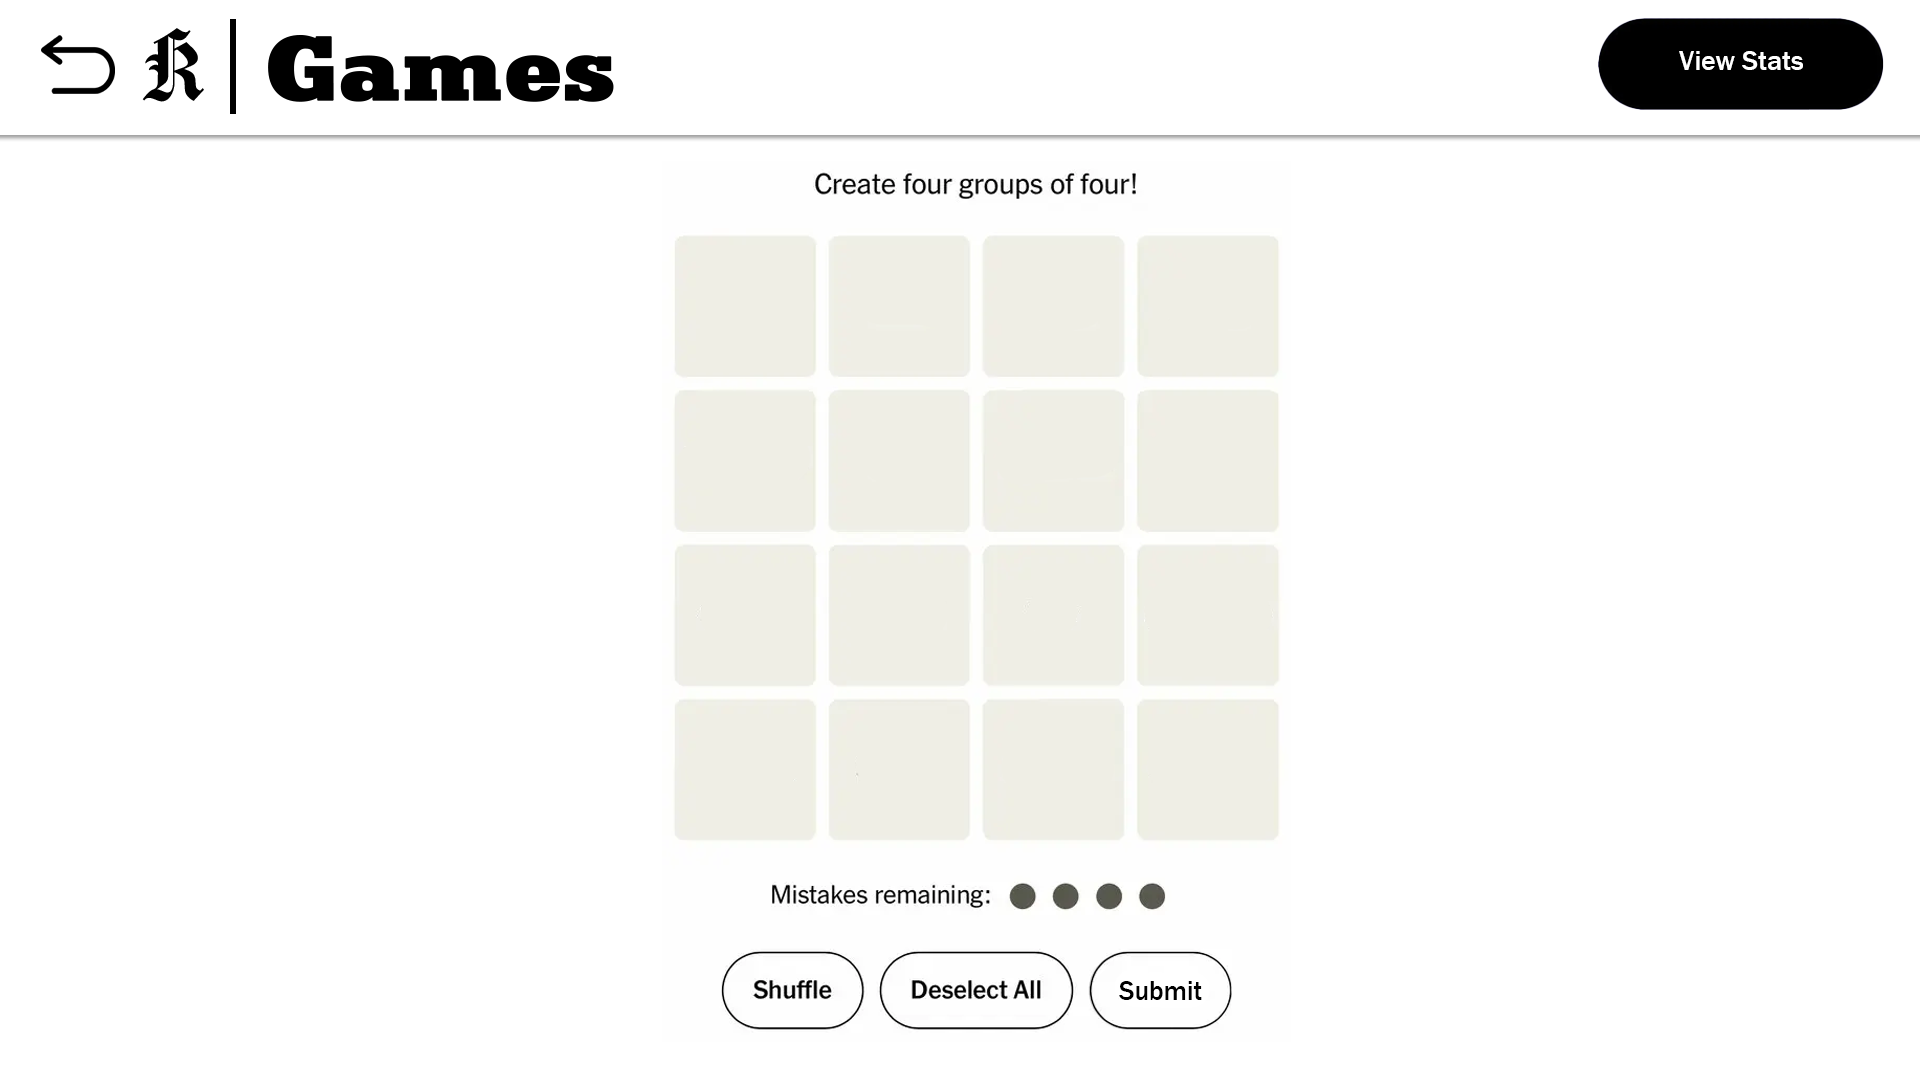 K Games
View Stats
Create four groups of four!
Mistakes remaining:
Shuffle
Deselect All
Submit